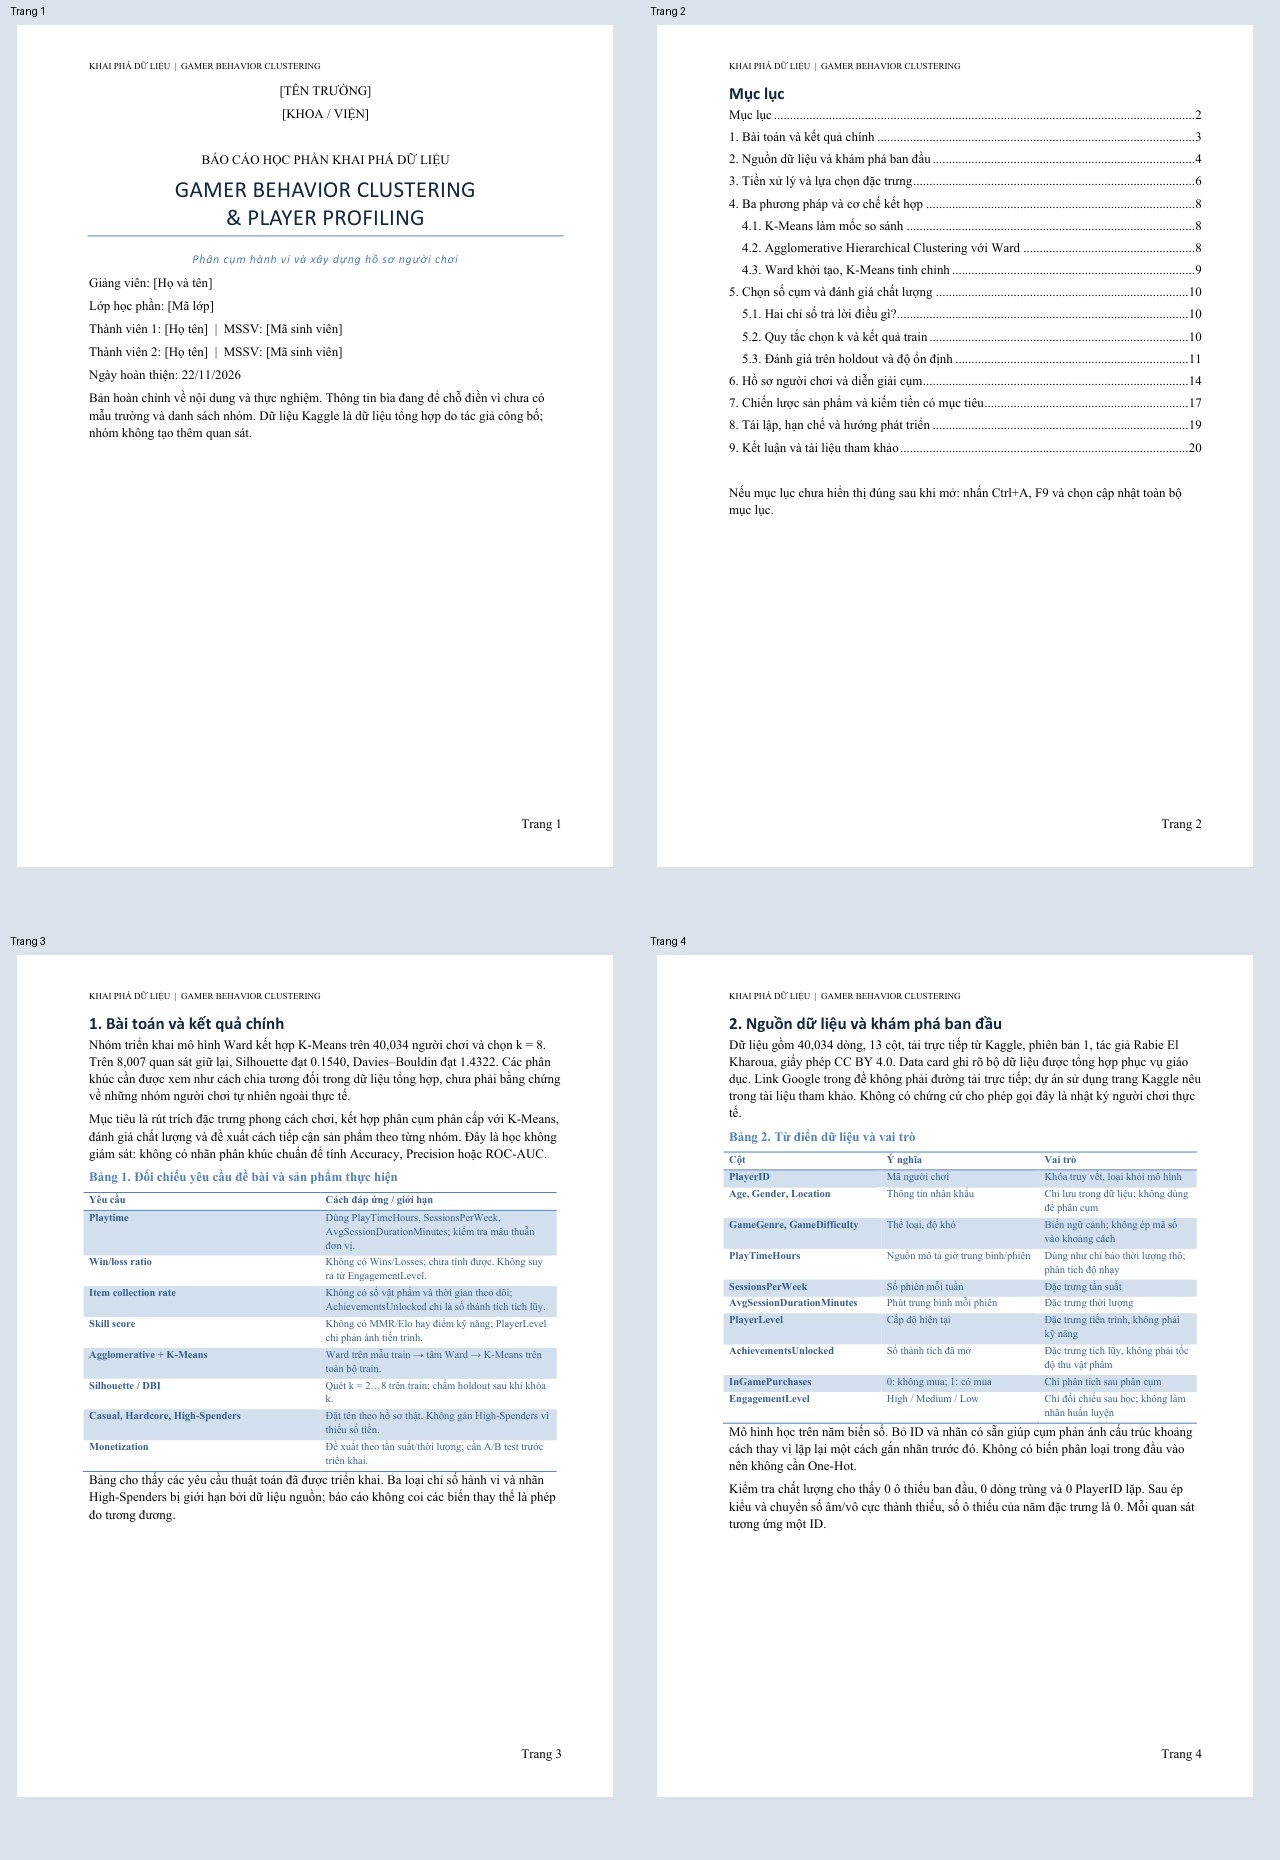 Trang 1
KHAI PHÁ DỮ LIỆU | GAMER BEHAVIOR CLUSTERING
[TÊN TRƯỜNG]
[KHOA / VIỆN]
BÁO CÁO HỌC PHẦN KHAI PHÁ DỮ LIỆU
GAMER BEHAVIOR CLUSTERING
& PLAYER PROFILING
Phân cụm hành vi và xây dựng hồ sơ người chơi
Giảng viên: [Họ và tên]
Lớp học phần: [Mã lớp]
Thành viên 1: [Họ tên] | MSSV: [Mã sinh viên]
Thành viên 2: [Họ tên] | MSSV: [Mã sinh viên]
Ngày hoàn thiện: 22/11/2026
Bản hoàn chỉnh về nội dung và thực nghiệm. Thông tin bìa đang để chỗ điền vì chưa có
mẫu trường và danh sách nhóm. Dữ liệu Kaggle là dữ liệu tổng hợp do tác giả công bố;
nhóm không tạo thêm quan sát.
Trang 1
Trang 2
KHAI PHÁ DỮ LIỆU | GAMER BEHAVIOR CLUSTERING
Mục lục
Mục lục ..... 2
1. Bài toán và kết quả chính ..... 3
2. Nguồn dữ liệu và khám phá ban đầu ..... 4
3. Tiền xử lý và lựa chọn đặc trưng ..... 6
4. Ba phương pháp và cơ chế kết hợp ..... 8
4.1. K-Means làm mốc so sánh ..... 8
4.2. Agglomerative Hierarchical Clustering với Ward ..... 8
4.3. Ward khởi tạo, K-Means tinh chỉnh ..... 9
5. Chọn số cụm và đánh giá chất lượng ..... 10
5.1. Hai chỉ số trả lời điều gì? ..... 10
5.2. Quy tắc chọn k và kết quả train ..... 10
5.3. Đánh giá trên holdout và độ ổn định ..... 11
6. Hồ sơ người chơi và diễn giải cụm ..... 14
7. Chiến lược sản phẩm và kiếm tiền có mục tiêu ..... 17
8. Tái lập, hạn chế và hướng phát triển ..... 19
9. Kết luận và tài liệu tham khảo ..... 20
Nếu mục lục chưa hiển thị đúng sau khi mở: nhấn Ctrl+A, F9 và chọn cập nhật toàn bộ
mục lục.
Trang 2
Trang 3
KHAI PHÁ DỮ LIỆU | GAMER BEHAVIOR CLUSTERING
1. Bài toán và kết quả chính
Nhóm triển khai mô hình Ward kết hợp K-Means trên 40,034 người chơi và chọn k = 8.
Trên 8,007 quan sát giữ lại, Silhouette đạt 0.1540, Davies–Bouldin đạt 1.4322. Các phân
khúc cần được xem như cách chia tương đối trong dữ liệu tổng hợp, chưa phải bằng chứng
về những nhóm người chơi tự nhiên ngoài thực tế.
Mục tiêu là rút trích đặc trưng phong cách chơi, kết hợp phân cụm phân cấp với K-Means,
đánh giá chất lượng và đề xuất cách tiếp cận sản phẩm theo từng nhóm. Đây là học không
giám sát: không có nhãn phân khúc chuẩn để tính Accuracy, Precision hoặc ROC-AUC.
Bảng 1. Đối chiếu yêu cầu đề bài và sản phẩm thực hiện
Yêu cầu	Cách đáp ứng / giới hạn
Playtime	Dùng PlayTimeHours, SessionsPerWeek,
AvgSessionDurationMinutes; kiểm tra mâu thuẫn
đơn vị.
Win/loss ratio	Không có Wins/Losses; chưa tính được. Không suy
ra từ EngagementLevel.
Item collection rate	Không có số vật phẩm và thời gian theo dõi;
AchievementsUnlocked chỉ là số thành tích tích lũy.
Skill score	Không có MMR/Elo hay điểm kỹ năng; PlayerLevel
chỉ phản ánh tiến trình.
Agglomerative + K-Means	Ward trên mẫu train → tâm Ward → K-Means trên
toàn bộ train.
Silhouette / DBI	Quét k = 2…8 trên train; chấm holdout sau khi khóa
k.
Casual, Hardcore, High-Spenders	Đặt tên theo hồ sơ thật. Không gán High-Spenders vì
thiếu số tiền.
Monetization	Đề xuất theo tần suất/thời lượng; cần A/B test trước
triển khai.
Bảng cho thấy các yêu cầu thuật toán đã được triển khai. Ba loại chỉ số hành vi và nhãn
High-Spenders bị giới hạn bởi dữ liệu nguồn; báo cáo không coi các biến thay thế là phép
đo tương đương.
Trang 3
Trang 4
KHAI PHÁ DỮ LIỆU | GAMER BEHAVIOR CLUSTERING
2. Nguồn dữ liệu và khám phá ban đầu
Dữ liệu gồm 40,034 dòng, 13 cột, tải trực tiếp từ Kaggle, phiên bản 1, tác giả Rabie El
Kharoua, giấy phép CC BY 4.0. Data card ghi rõ bộ dữ liệu được tổng hợp phục vụ giáo
dục. Link Google trong đề không phải đường tải trực tiếp; dự án sử dụng trang Kaggle nêu
trong tài liệu tham khảo. Không có chứng cứ cho phép gọi đây là nhật ký người chơi thực
tế.
Bảng 2. Từ điển dữ liệu và vai trò
Cột	Ý nghĩa	Vai trò
PlayerID	Mã người chơi	Khóa truy vết, loại khỏi mô hình
Age, Gender, Location	Thông tin nhân khẩu	Chỉ lưu trong dữ liệu; không dùng
để phân cụm
GameGenre, GameDifficulty	Thể loại, độ khó	Biến ngữ cảnh; không ép mã số
vào khoảng cách
PlayTimeHours	Nguồn mô tả giờ trung bình/phiên	Dùng như chỉ báo thời lượng thô;
phân tích độ nhạy
SessionsPerWeek	Số phiên mỗi tuần	Đặc trưng tần suất
AvgSessionDurationMinutes	Phút trung bình mỗi phiên	Đặc trưng thời lượng
PlayerLevel	Cấp độ hiện tại	Đặc trưng tiến trình, không phải
kỹ năng
AchievementsUnlocked	Số thành tích đã mở	Đặc trưng tích lũy, không phải tốc
độ thu vật phẩm
InGamePurchases	0: không mua; 1: có mua	Chỉ phân tích sau phân cụm
EngagementLevel	High / Medium / Low	Chỉ đối chiếu sau học; không làm
nhãn huấn luyện
Mô hình học trên năm biến số. Bỏ ID và nhãn có sẵn giúp cụm phản ánh cấu trúc khoảng
cách thay vì lặp lại một cách gắn nhãn trước đó. Không có biến phân loại trong đầu vào
nên không cần One-Hot.
Kiểm tra chất lượng cho thấy 0 ô thiếu ban đầu, 0 dòng trùng và 0 PlayerID lặp. Sau ép
kiểu và chuyển số âm/vô cực thành thiếu, số ô thiếu của năm đặc trưng là 0. Mỗi quan sát
tương ứng một ID.
Trang 4